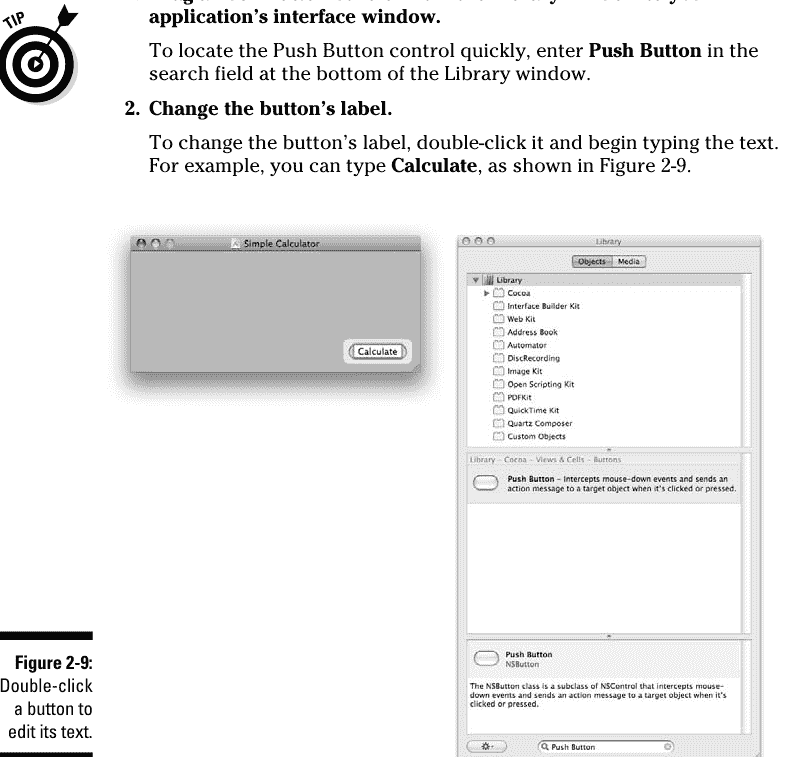 TIP
application's interface window.
To locate the Push Button control quickly, enter Push Button in the
search field at the bottom of the Library window.
2. Change the button's label.
To change the button's label, double-click it and begin typing the text.
For example, you can type Calculate, as shown in Figure 2-9.
Simple Calculator
Calculate
Library
Objects Media
Library
Cocoa
Interface Builder Kit
Web Kit
Address Book
Automator
DiscRecording
Image Kit
Open Scripting Kit
PDFKit
QuickTime Kit
Quartz Composer
Custom Objects
Library – Cocoa – Views & Cells – Buttons
Push Button – Intercepts mouse-down events and sends an
action message to a target object when it's clicked or pressed.
Push Button
NSButton
The NSButton class is a subclass of NSControl that intercepts mouse-
down events and sends an action message to a target object when it's
clicked or pressed.
Push Button
Figure 2-9:
Double-click
a button to
edit its text.